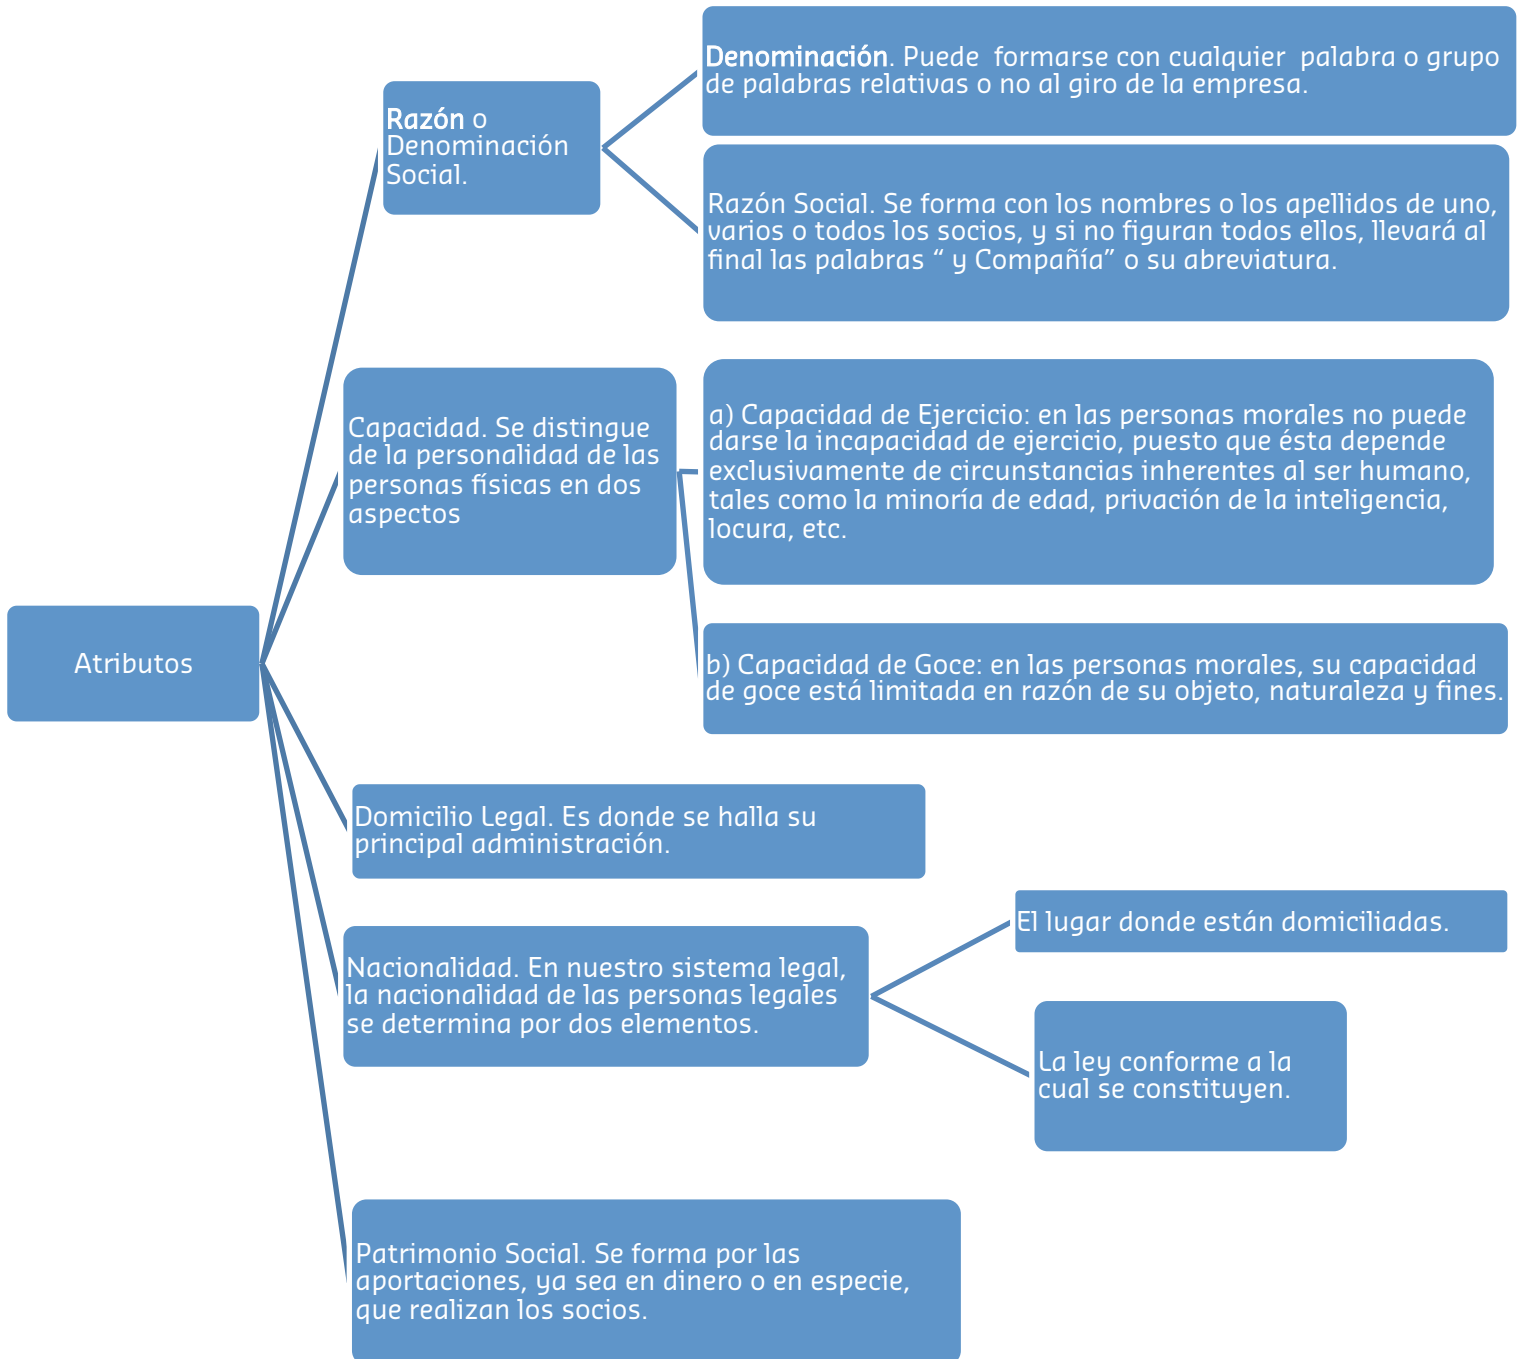 Atributos
Razón o
Denominación
Social.
Denominación. Puede  formarse con cualquier  palabra o grupo
de palabras relativas o no al giro de la empresa.
Razón Social. Se forma con los nombres o los apellidos de uno,
varios o todos los socios, y si no figuran todos ellos, llevará al
final las palabras “ y Compañía” o su abreviatura.
Capacidad. Se distingue
de la personalidad de las
personas físicas en dos
aspectos
a) Capacidad de Ejercicio: en las personas morales no puede
darse la incapacidad de ejercicio, puesto que ésta depende
exclusivamente de circunstancias inherentes al ser humano,
tales como la minoría de edad, privación de la inteligencia,
locura, etc.
b) Capacidad de Goce: en las personas morales, su capacidad
de goce está limitada en razón de su objeto, naturaleza y fines.
Domicilio Legal. Es donde se halla su
principal administración.
Nacionalidad. En nuestro sistema legal,
la nacionalidad de las personas legales
se determina por dos elementos.
El lugar donde están domiciliadas.
La ley conforme a la
cual se constituyen.
Patrimonio Social. Se forma por las
aportaciones, ya sea en dinero o en especie,
que realizan los socios.